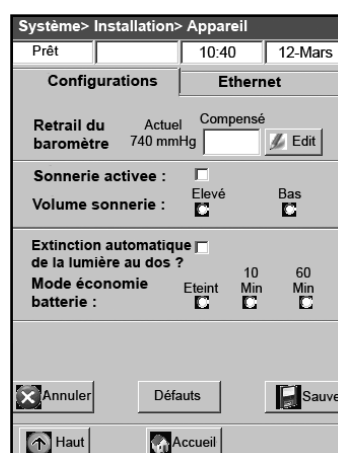 Système> Installation> Appareil
Prêt 10:40 12-Mars
Configurations Ethernet
Compensé
Retrail du Actuel
baromètre 740 mmHg Edit
Sonnerie activee :
Elevé Bas
Volume sonnerie :
Extinction automatique
de la lumière au dos ?
10 60
Mode économie Eteint Min Min
batterie :
Annuler Défauts Sauve
Haut Accueil